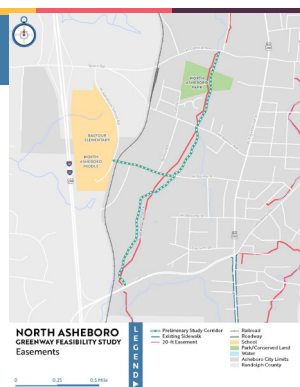 NORTH
ASHEBORO
PARK
BALFOUR
ELEMENTARY
NORTH
ASHEBORO
MIDDLE
NORTH ASHEBORO
GREENWAY FEASIBILITY STUDY
Easements
0 0.25 0.5 Mile
LEGEND
Preliminary Study Corridor
Existing Sidewalk
20-ft Easement
Railroad
Roadway
School
Park/Conserved Land
Water
Asheboro City Limits
Randolph County